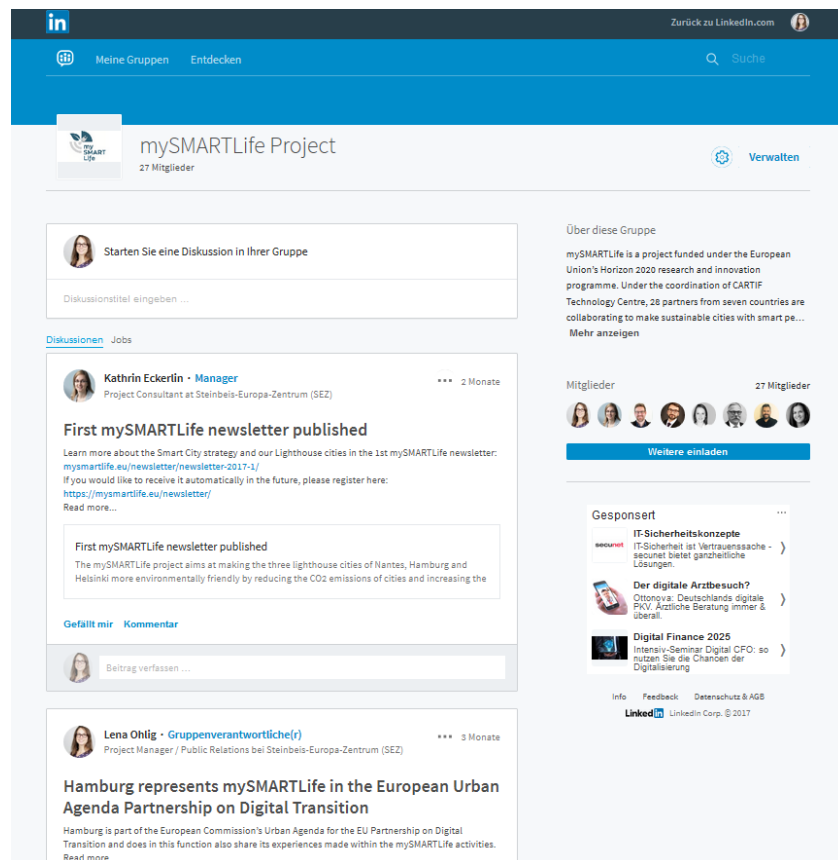 in
Zurück zu LinkedIn.com
Meine Gruppen
Entdecken
Suche
my
SMART
Life
mySMARTLife Project
27 Mitglieder
Verwalten
Starten Sie eine Diskussion in Ihrer Gruppe
Diskussionstitel eingeben ...
Diskussionen Jobs
Kathrin Eckerlin · Manager
Project Consultant at Steinbeis-Europa-Zentrum (SEZ)
••• 2 Monate
First mySMARTLife newsletter published
Learn more about the Smart City strategy and our Lighthouse cities in the 1st mySMARTLife newsletter:
mysmartlife.eu/newsletter/newsletter-2017-1/
If you would like to receive it automatically in the future, please register here:
https://mysmartlife.eu/newsletter/
Read more...
First mySMARTLife newsletter published
The mySMARTLife project aims at making the three lighthouse cities of Nantes, Hamburg and
Helsinki more environmentally friendly by reducing the CO2 emissions of cities and increasing the
Gefällt mir Kommentar
Beitrag verfassen ...
Lena Ohlig · Gruppenverantwortliche(r)
Project Manager / Public Relations bei Steinbeis-Europa-Zentrum (SEZ)
••• 3 Monate
Hamburg represents mySMARTLife in the European Urban
Agenda Partnership on Digital Transition
Hamburg is part of the European Commission's Urban Agenda for the EU Partnership on Digital
Transition and does in this function also share its experiences made within the mySMARTLife activities.
Read more
Über diese Gruppe
mySMARTLife is a project funded under the European
Union's Horizon 2020 research and innovation
programme. Under the coordination of CARTIF
Technology Centre, 28 partners from seven countries are
collaborating to make sustainable cities with smart pe...
Mehr anzeigen
Mitglieder
27 Mitglieder
Weitere einladen
Gesponsert
...
secunet
IT-Sicherheitskonzepte
IT-Sicherheit ist Vertrauenssache -
secunet bietet ganzheitliche
Lösungen.
Der digitale Arztbesuch?
Ottonova: Deutschlands digitale
PKV. Ärztliche Beratung immer &
überall.
Digital Finance 2025
Intensiv-Seminar Digital CFO: so
nutzen Sie die Chancen der
Digitalisierung
Info Feedback Datenschutz & AGB
Linked in LinkedIn Corp. © 2017